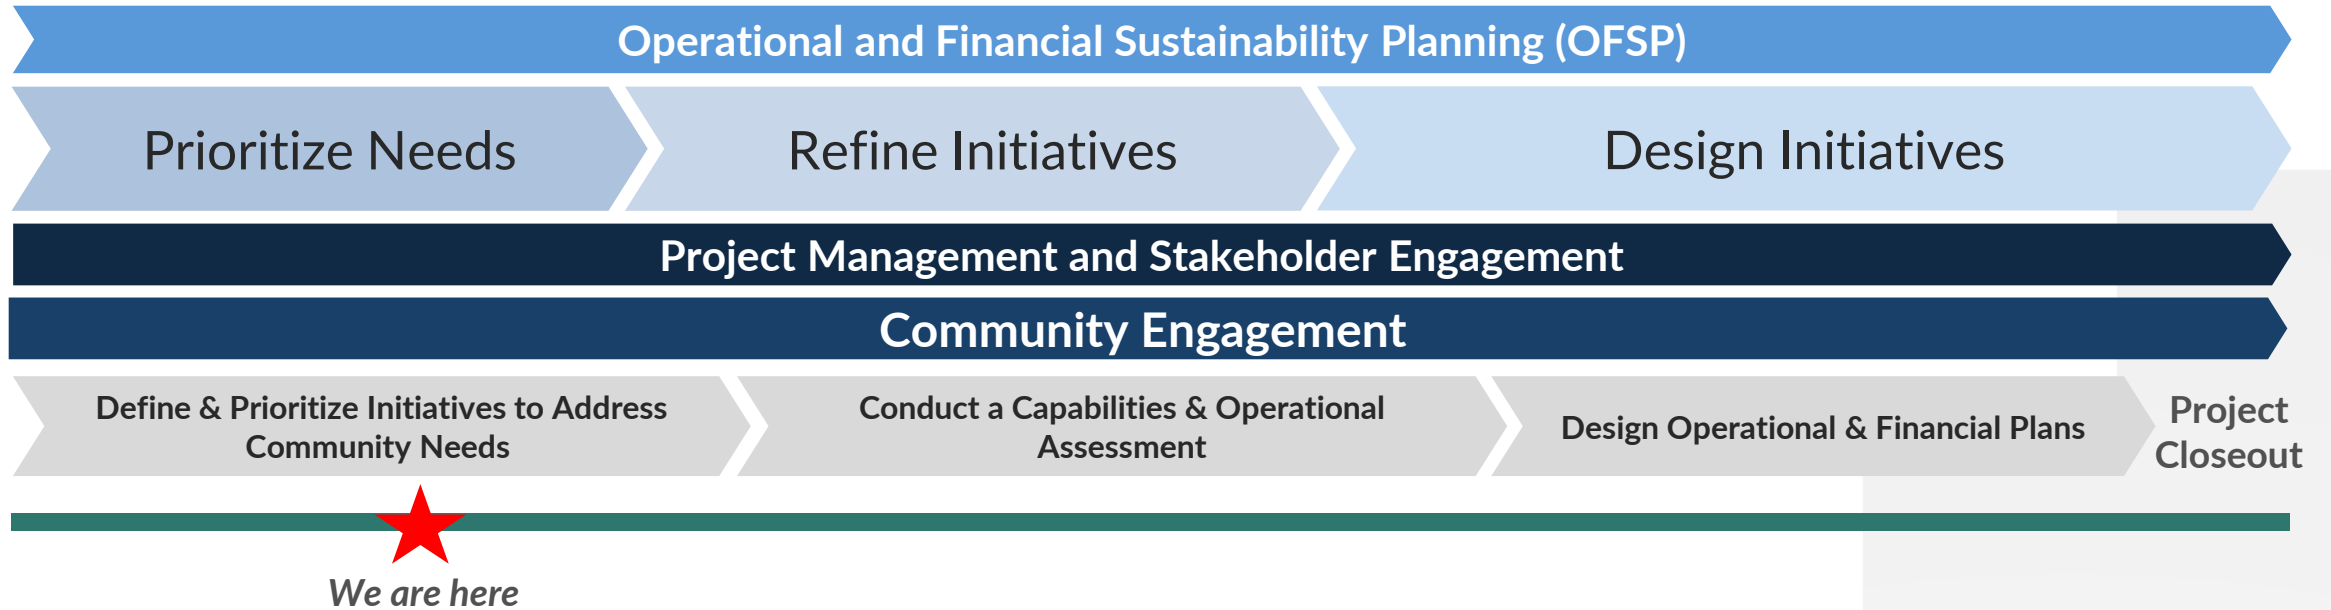 Operational and Financial Sustainability Planning (OFSP)
Prioritize Needs
Refine Initiatives
Design Initiatives
Project Management and Stakeholder Engagement
Community Engagement
Define & Prioritize Initiatives to Address
Community Needs
Conduct a Capabilities & Operational
Assessment
Design Operational & Financial Plans
Project
Closeout
We are here